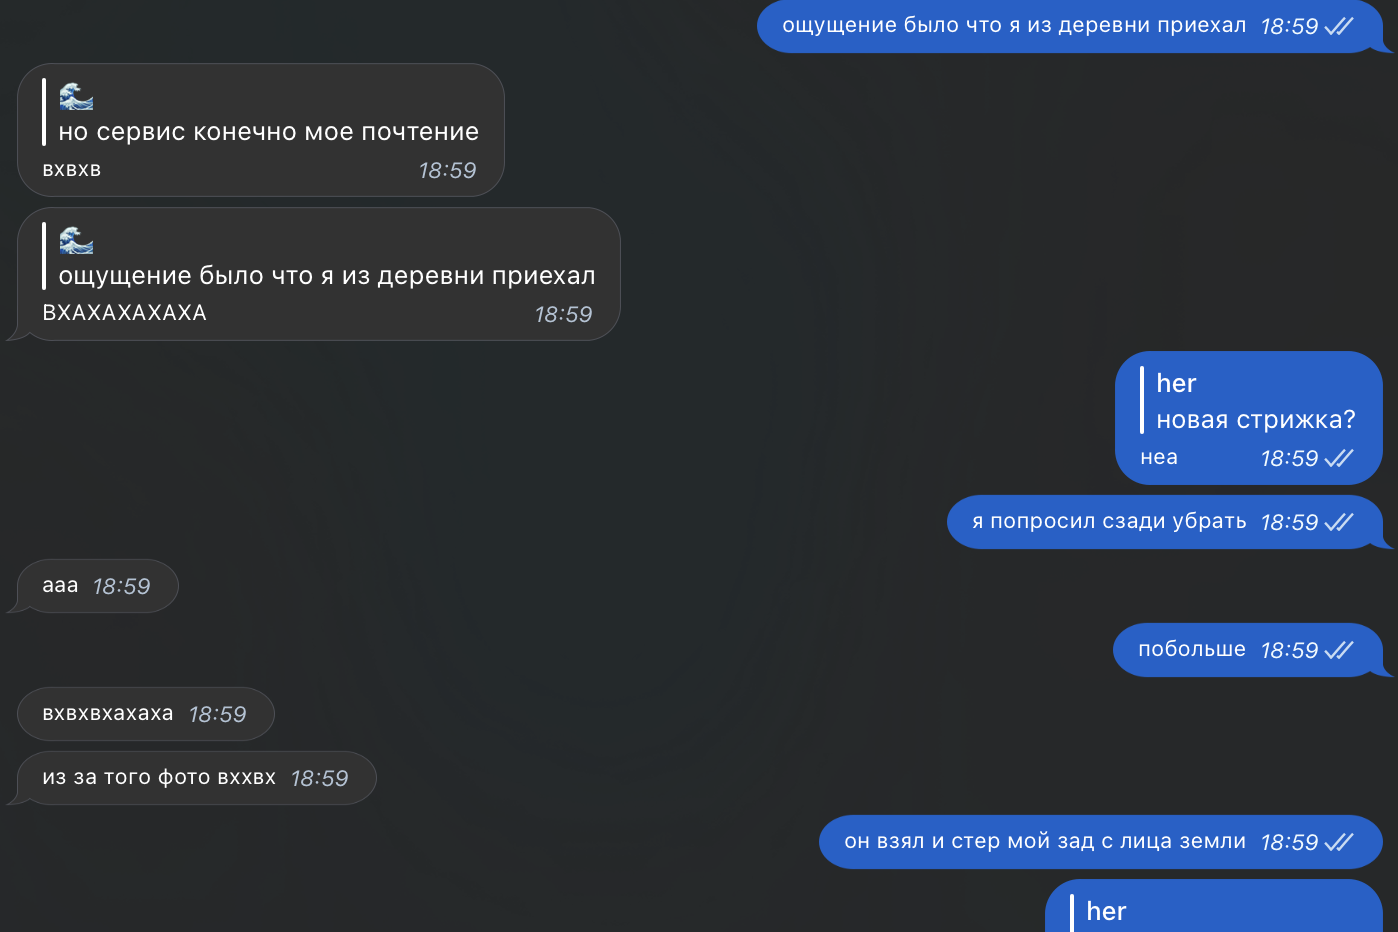 ощущение было что я из деревни приехал 18:59
🌊
но сервис конечно мое почтение
вхвхв 18:59
🌊
ощущение было что я из деревни приехал
ВХАХАХАХАХА 18:59
her
новая стрижка?
неа 18:59
я попросил сзади убрать 18:59
ааа 18:59
побольше 18:59
вхвхвхахаха 18:59
из за того фото вххвх 18:59
он взял и стер мой зад с лица земли 18:59
her